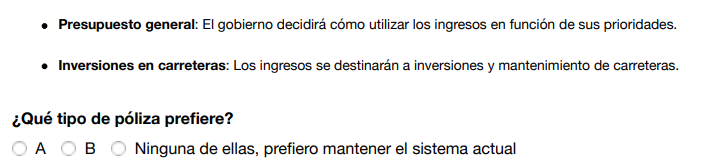 • Presupuesto general: El gobierno decidirá cómo utilizar los ingresos en función de sus prioridades.
• Inversiones en carreteras: Los ingresos se destinarán a inversiones y mantenimiento de carreteras.
¿Qué tipo de póliza prefiere?
A B Ninguna de ellas, prefiero mantener el sistema actual